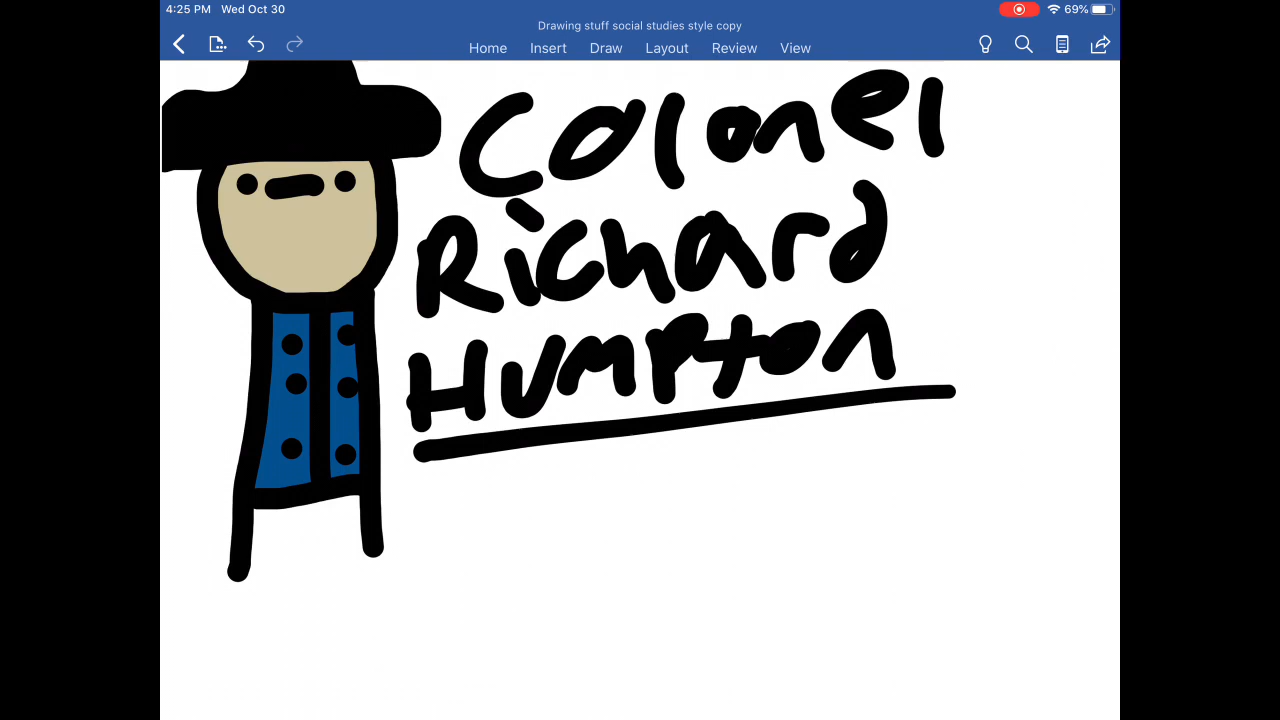 4:25 PM Wed Oct 30 69%
Drawing stuff social studies style copy
Home Insert Draw Layout Review View
Colonel
Richard
Humpton